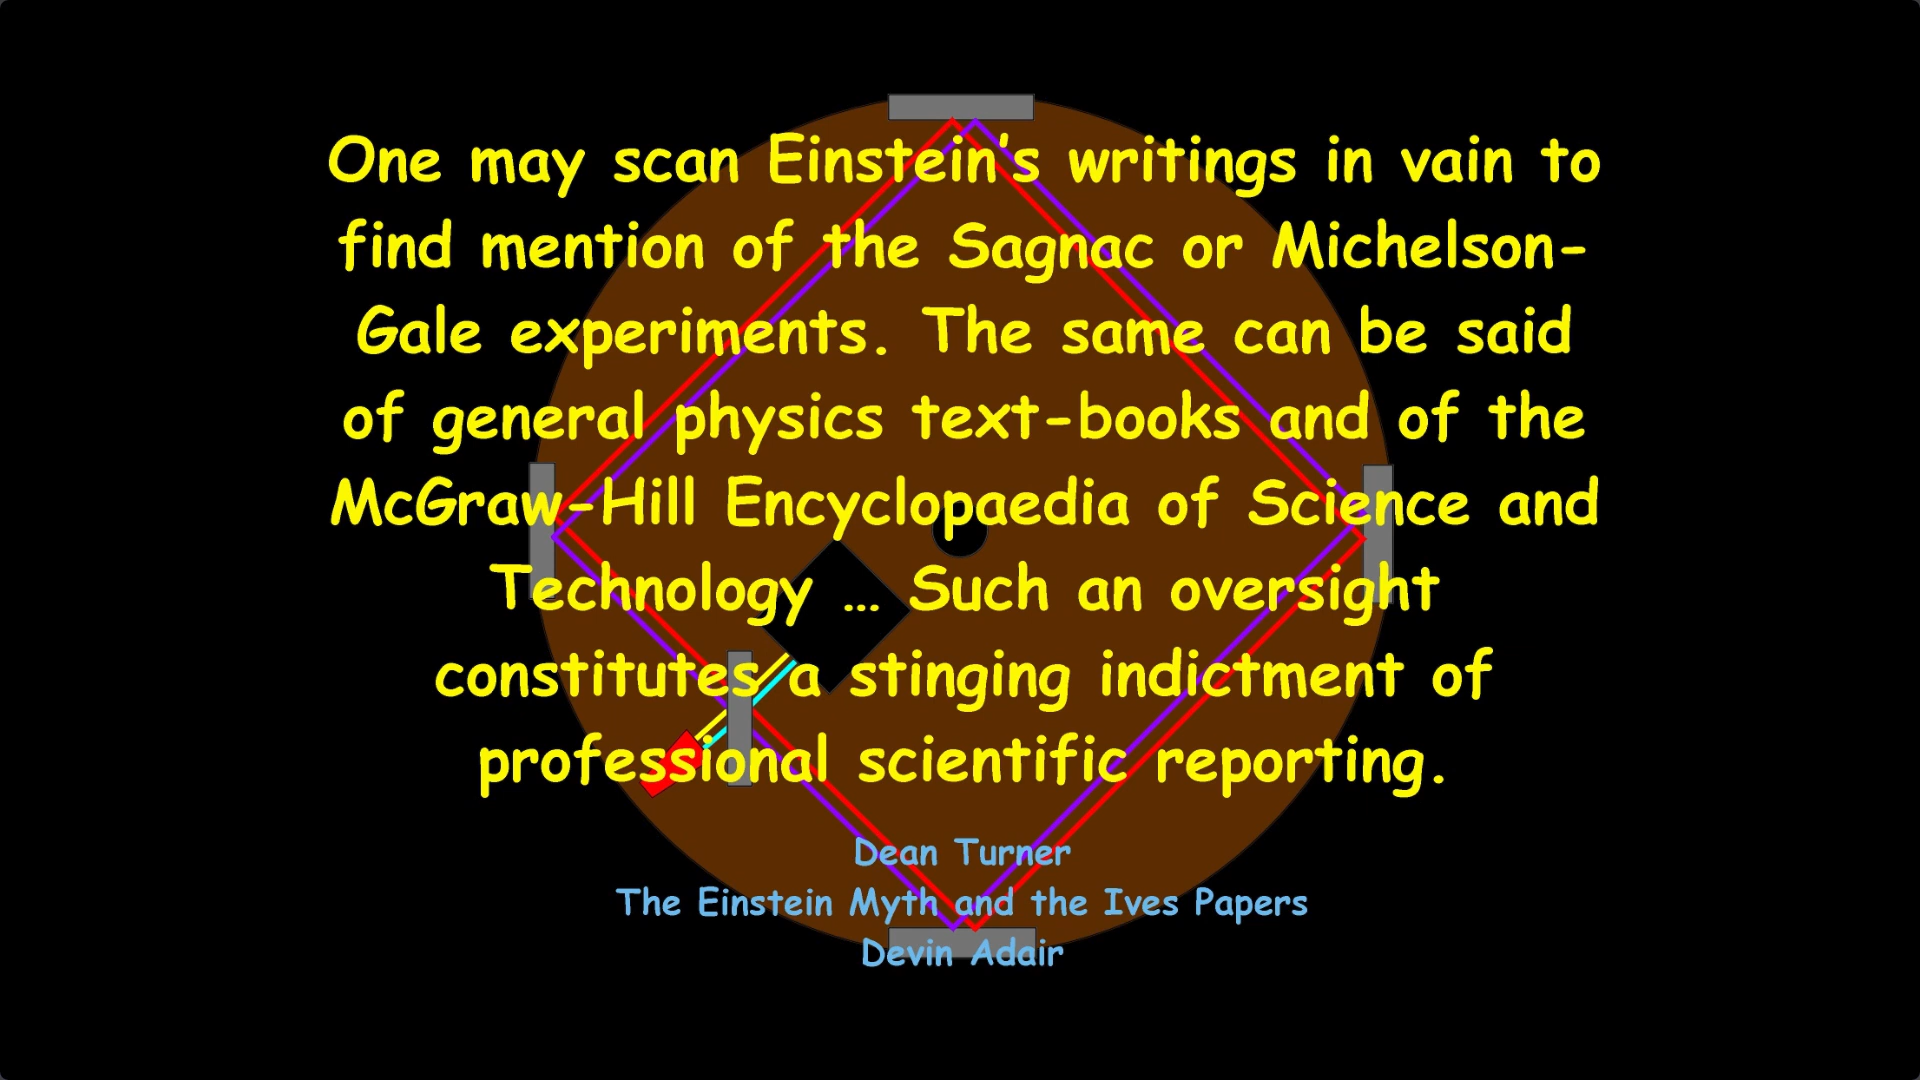 One may scan Einstein's writings in vain to
find mention of the Sagnac or Michelson-
Gale experiments. The same can be said
of general physics text-books and of the
McGraw-Hill Encyclopaedia of Science and
Technology … Such an oversight
constitutes a stinging indictment of
professional scientific reporting.
Dean Turner
The Einstein Myth and the Ives Papers
Devin Adair